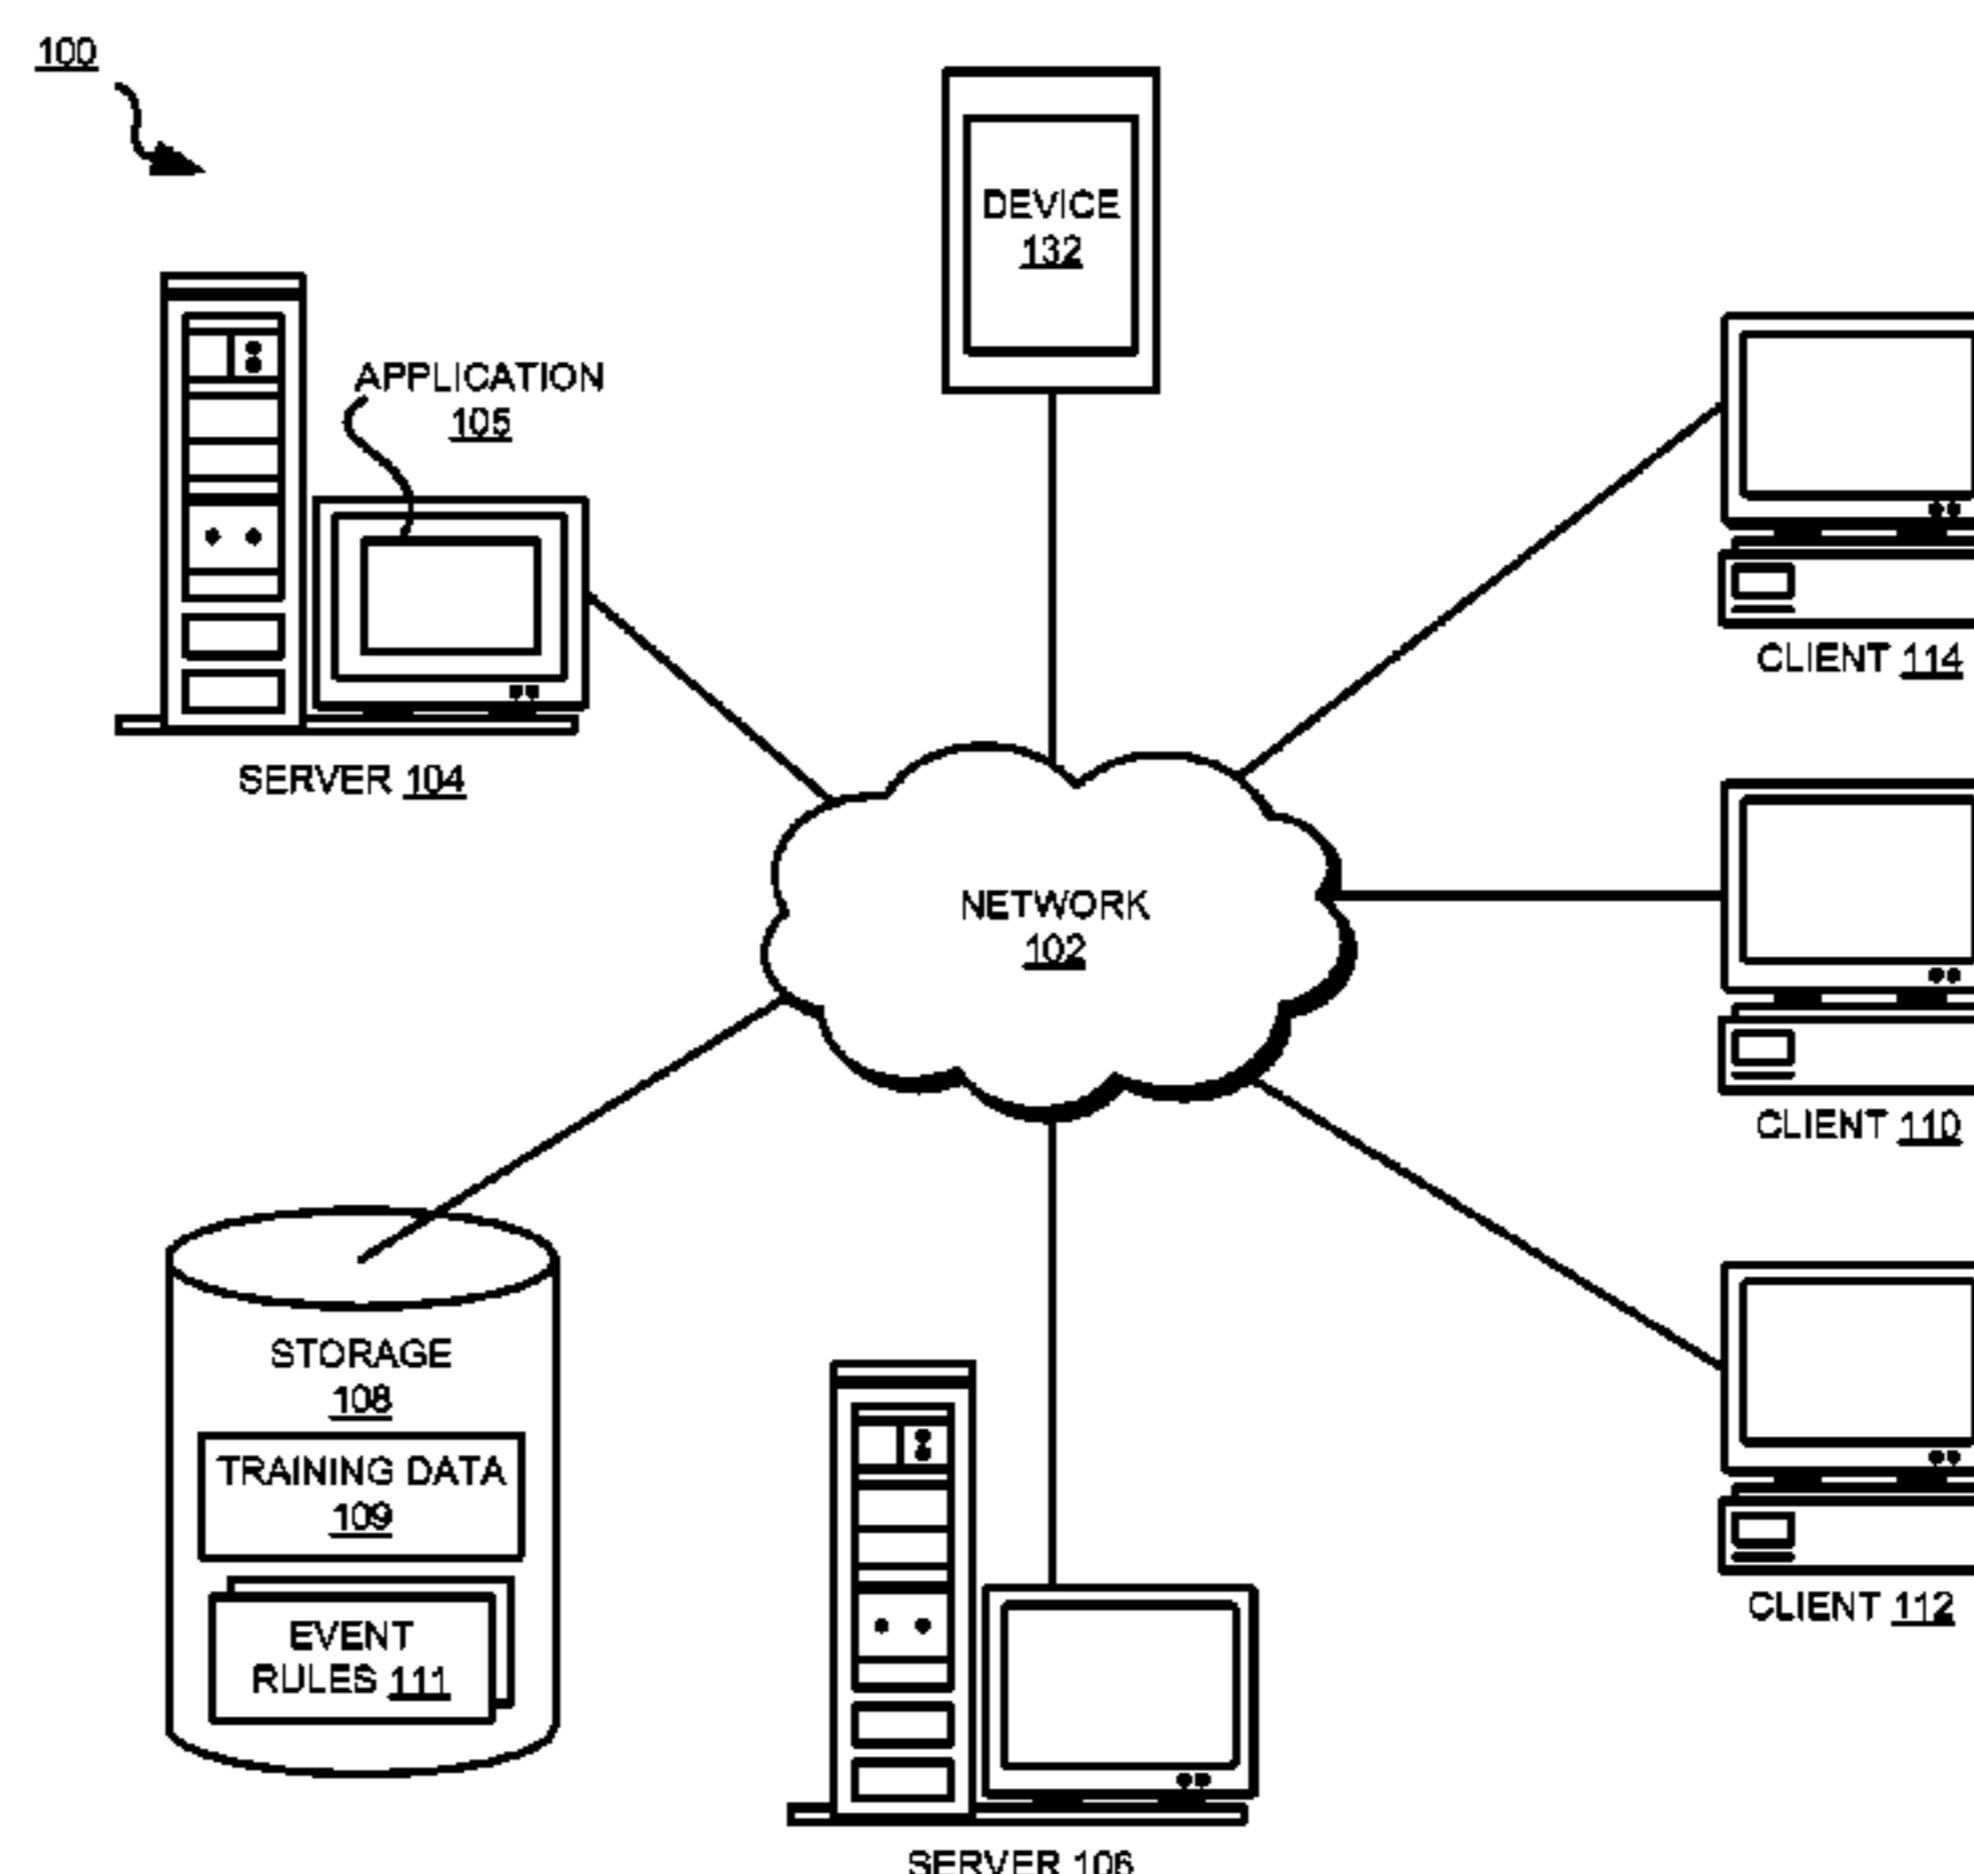 100
DEVICE
132
APPLICATION
105
SERVER 104
CLIENT 114
NETWORK
102
CLIENT 110
STORAGE
108
TRAINING DATA
109
EVENT
RULES 111
CLIENT 112
SERVER 106